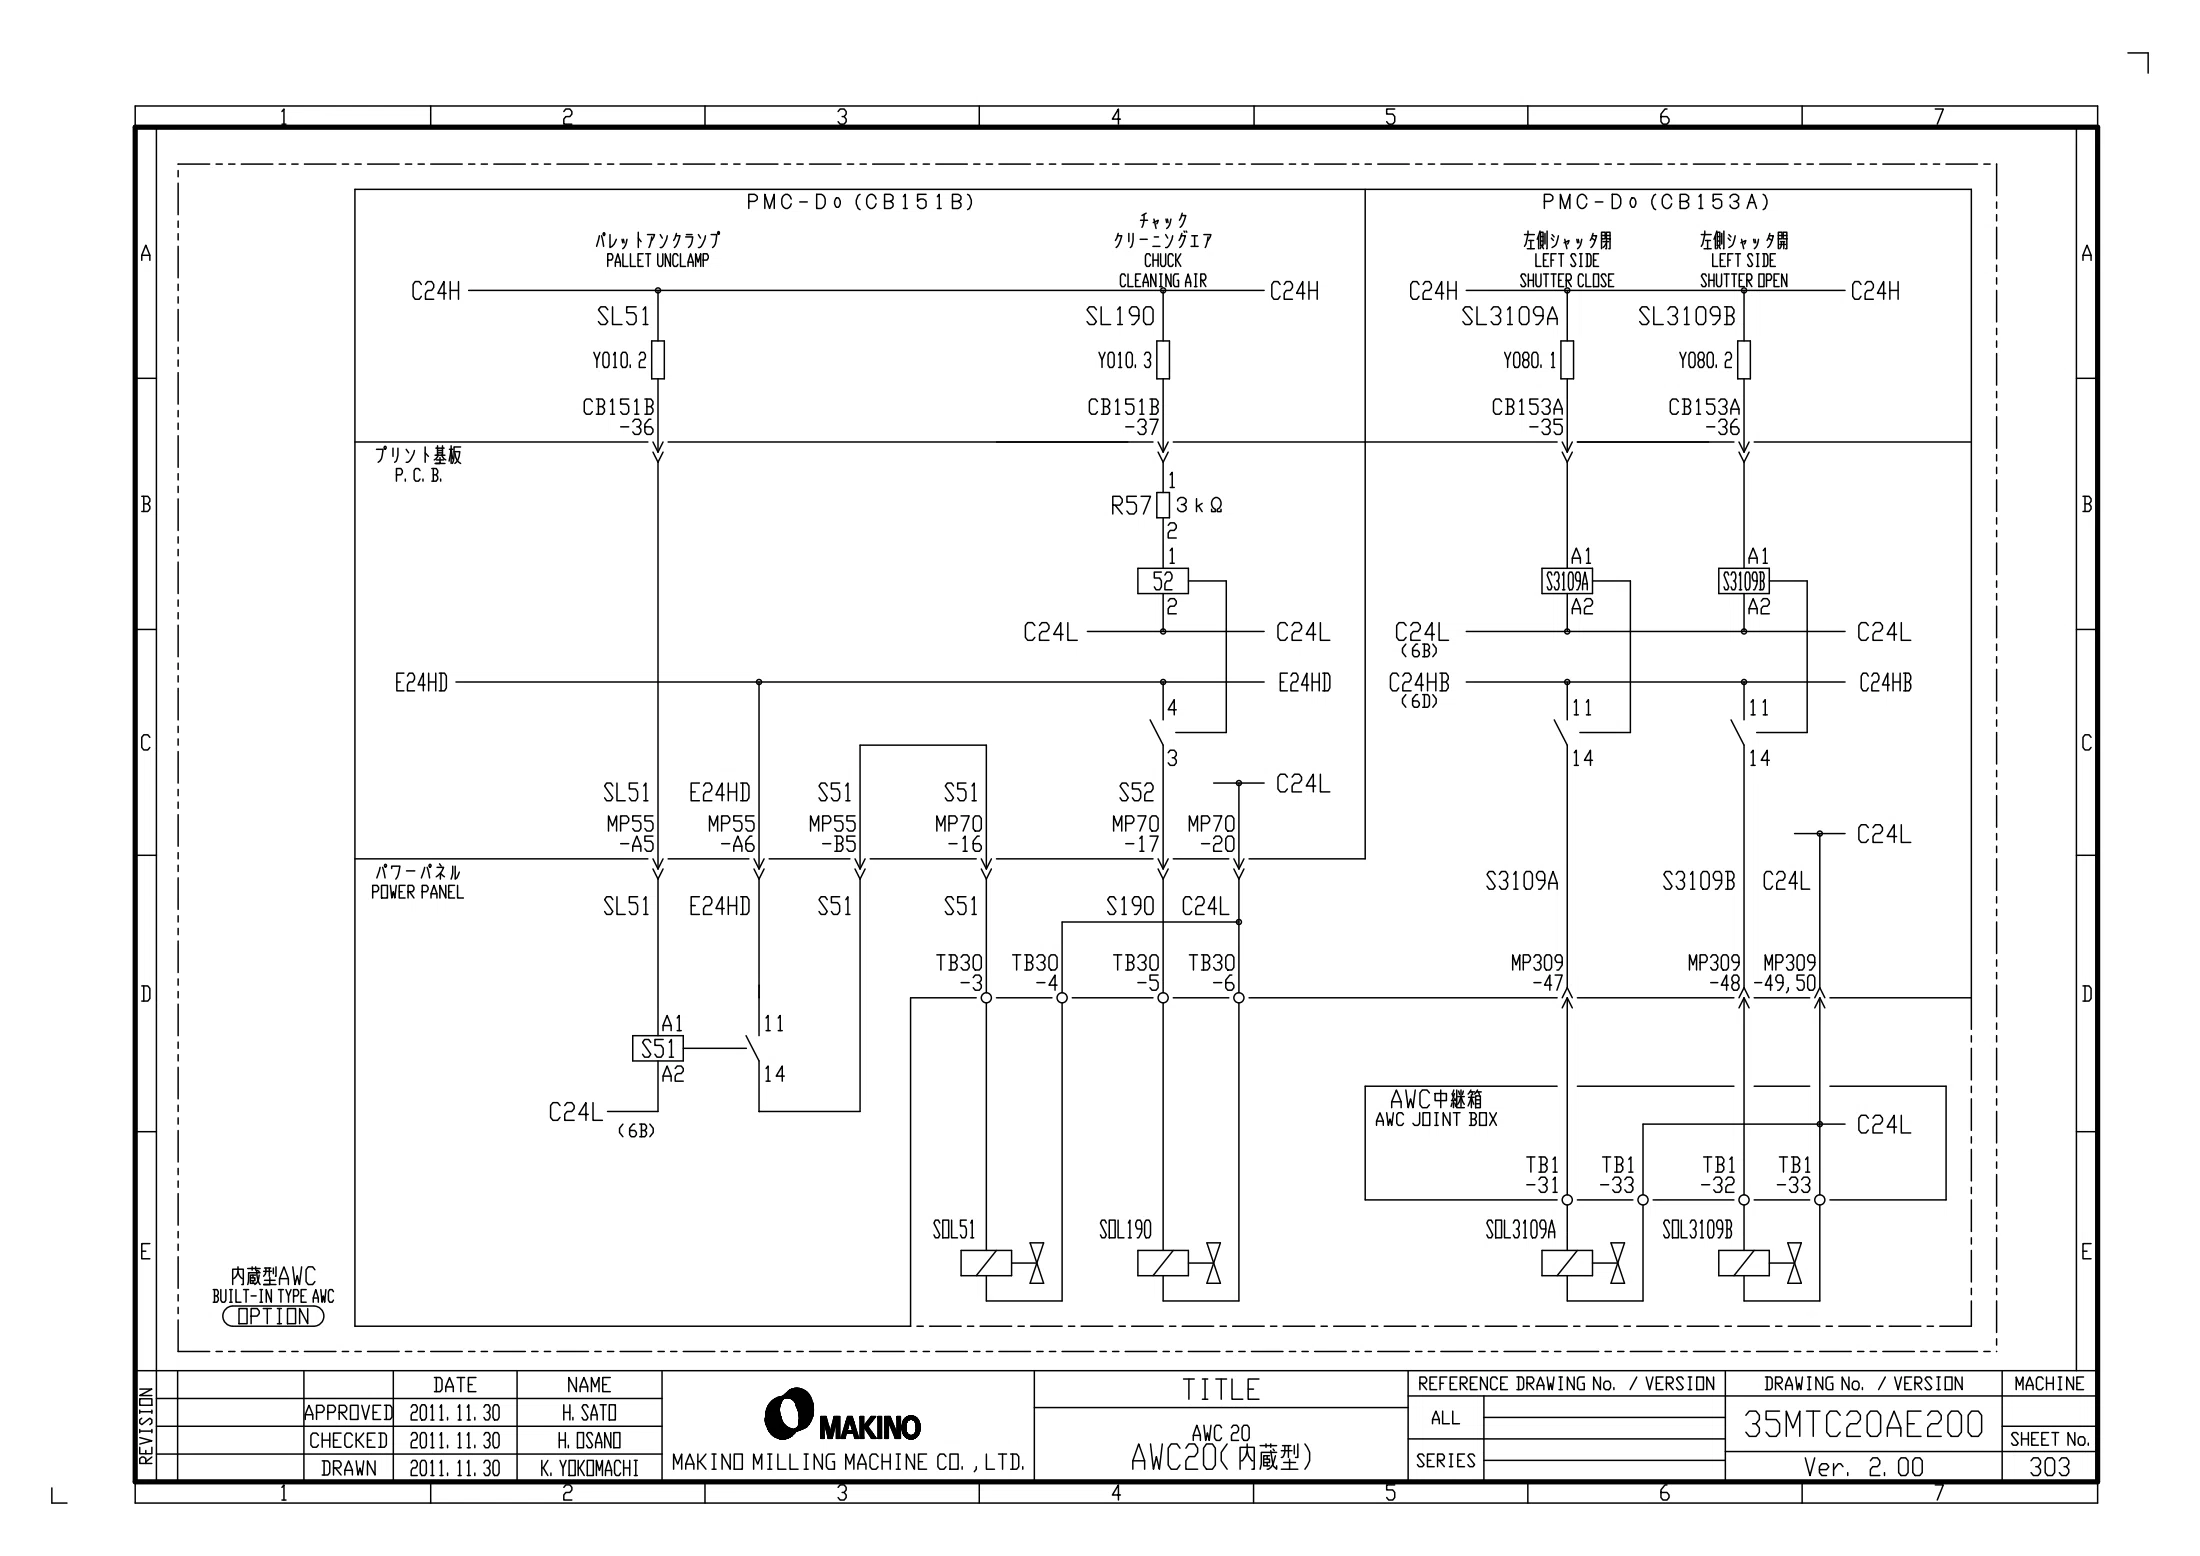 1 2 3 4 5 6 7
PMC-Do(CB151B) PMC-Do(CB153A)
パレットアンクランプ
PALLET UNCLAMP
チャック
クリーニングエア
CHUCK
CLEANING AIR
左側シャッタ閉
LEFT SIDE
SHUTTER CLOSE
左側シャッタ開
LEFT SIDE
SHUTTER OPEN
A A
C24H C24H C24H C24H
SL51 SL190 SL3109A SL3109B
Y010.2 Y010.3 Y080.1 Y080.2
CB151B
-36
CB151B
-37
CB153A
-35
CB153A
-36
プリント基板
P.C.B.
B B
1
R57 3kΩ
2
1
52
2
A1
S3109A
A2
A1
S3109B
A2
C24L C24L C24L C24L
(6B)
E24HD E24HD C24HB C24HB
(6D)
4
3
11
14
11
14
C C
C24L
SL51 E24HD S51 S51 S52
MP55
-A5
MP55
-A6
MP55
-B5
MP70
-16
MP70
-17
MP70
-20
C24L
パワーパネル
POWER PANEL
SL51 E24HD S51 S51 S190 C24L
S3109A S3109B C24L
TB30
-3
TB30
-4
TB30
-5
TB30
-6
MP309
-47
MP309
-48
MP309
-49,50
D D
A1
S51
A2
11
14
C24L
(6B)
AWC中継箱
AWC JOINT BOX
C24L
TB1
-31
TB1
-33
TB1
-32
TB1
-33
SOL51 SOL190 SOL3109A SOL3109B
E E
内蔵型AWC
BUILT-IN TYPE AWC
OPTION
REVISION
DATE NAME
APPROVED 2011.11.30 H. SATO
CHECKED 2011.11.30 H. OSANO
DRAWN 2011.11.30 K. YOKOMACHI
MAKINO
MAKINO MILLING MACHINE CO.,LTD.
TITLE
AWC 20
AWC20(内蔵型)
REFERENCE DRAWING No. / VERSION
ALL
SERIES
DRAWING No. / VERSION
35MTC20AE200
Ver. 2.00
MACHINE
SHEET No.
303
1 2 3 4 5 6 7